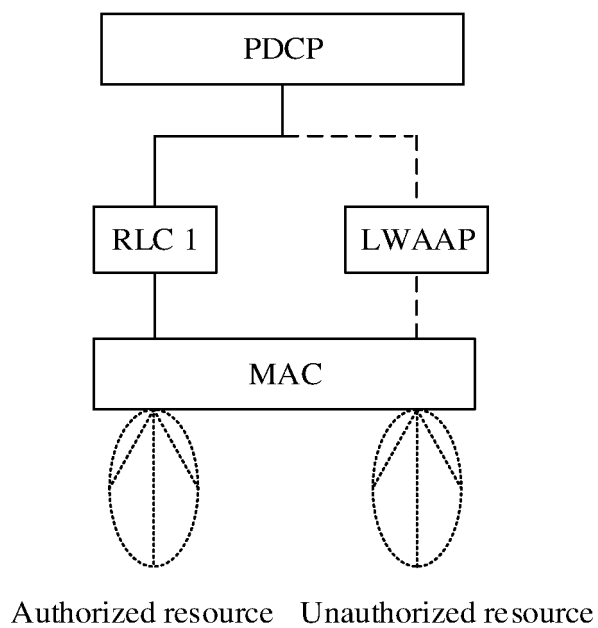 PDCP
RLC 1
LWAAP
MAC
Authorized resource
Unauthorized resource